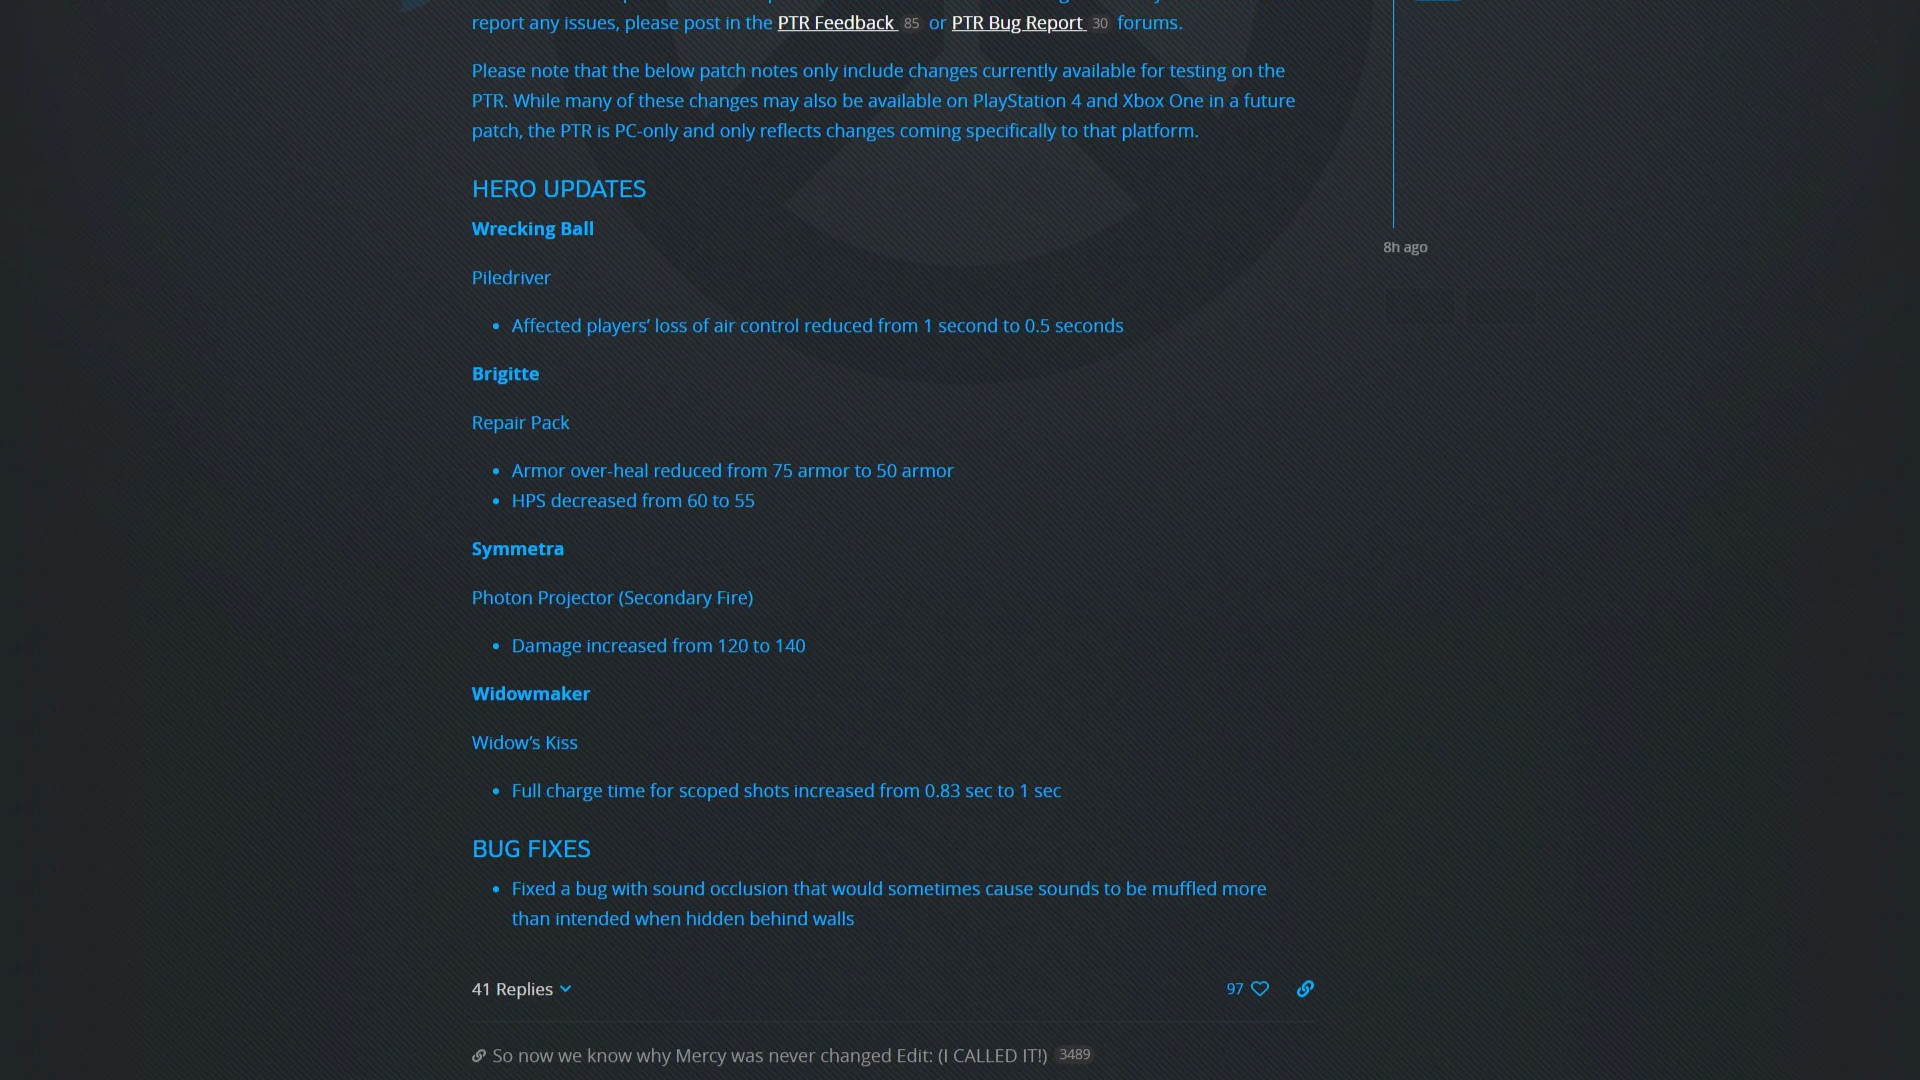 report any issues, please post in the PTR Feedback 85 or PTR Bug Report 30 forums.
Please note that the below patch notes only include changes currently available for testing on the
PTR. While many of these changes may also be available on PlayStation 4 and Xbox One in a future
patch, the PTR is PC-only and only reflects changes coming specifically to that platform.
HERO UPDATES
Wrecking Ball
8h ago
Piledriver
• Affected players’ loss of air control reduced from 1 second to 0.5 seconds
Brigitte
Repair Pack
• Armor over-heal reduced from 75 armor to 50 armor
• HPS decreased from 60 to 55
Symmetra
Photon Projector (Secondary Fire)
• Damage increased from 120 to 140
Widowmaker
Widow’s Kiss
• Full charge time for scoped shots increased from 0.83 sec to 1 sec
BUG FIXES
• Fixed a bug with sound occlusion that would sometimes cause sounds to be muffled more
than intended when hidden behind walls
41 Replies 97
So now we know why Mercy was never changed Edit: (I CALLED IT!) 3489